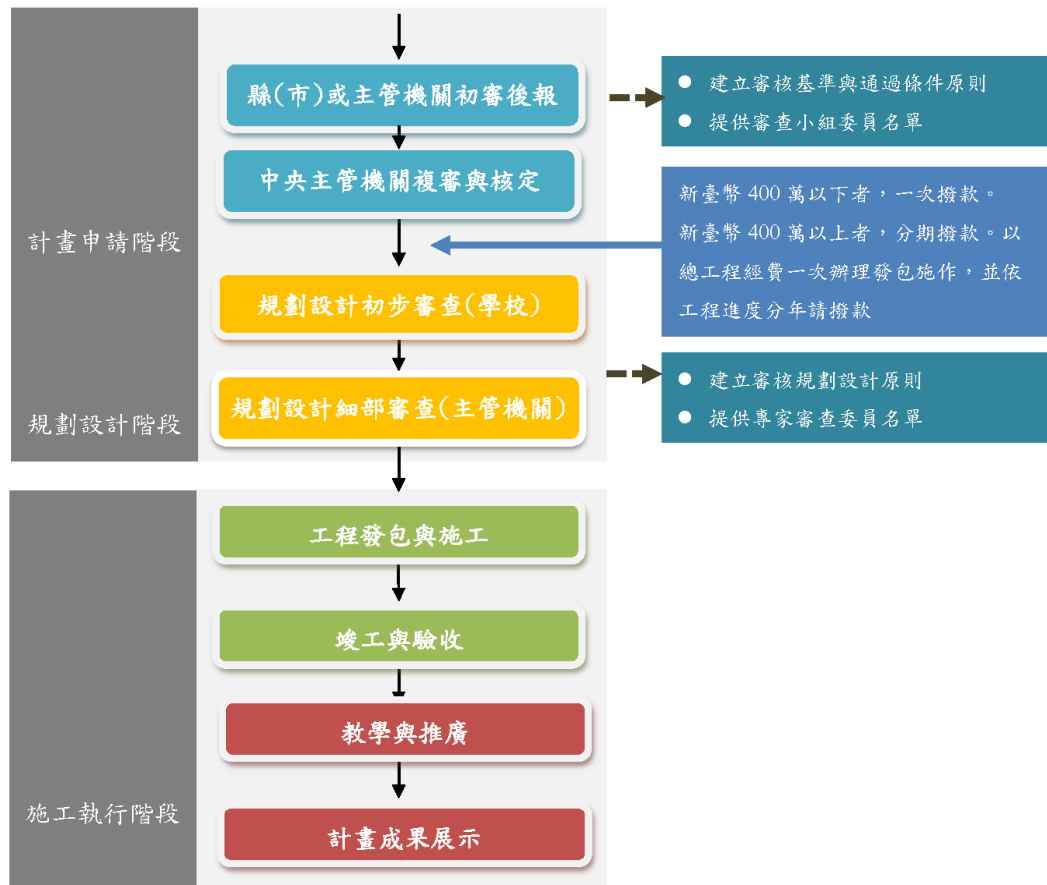 縣(市)或主管機關初審後報
● 建立審核基準與通過條件原則
● 提供審查小組委員名單
中央主管機關複審與核定
新臺幣 400 萬以下者，一次撥款。
新臺幣 400 萬以上者，分期撥款。以
總工程經費一次辦理發包施作，並依
工程進度分年請撥款
計畫申請階段
規劃設計初步審查(學校)
規劃設計細部審查(主管機關)
● 建立審核規劃設計原則
● 提供專家審查委員名單
規劃設計階段
工程發包與施工
竣工與驗收
教學與推廣
施工執行階段
計畫成果展示